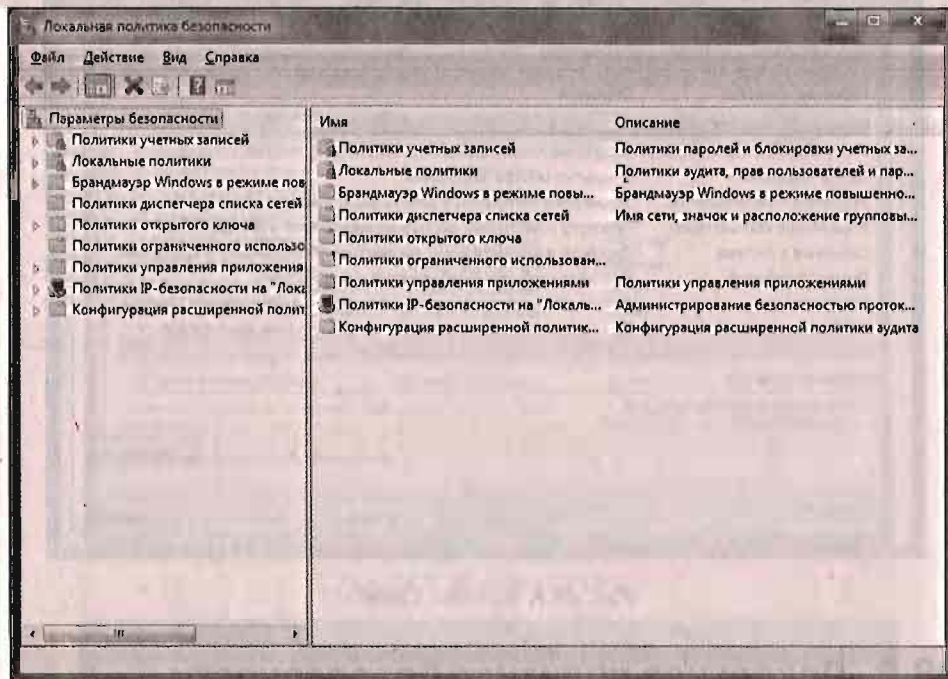 Локальная политика безопасности
Файл Действие Вид Справка
Параметры безопасности
Политики учетных записей
Локальные политики
Брандмауэр Windows в режиме пов
Политики диспетчера списка сетей
Политики открытого ключа
Политики ограниченного использо
Политики управления приложения
Политики IP-безопасности на "Лока
Конфигурация расширенной полит
Имя Описание
Политики учетных записей Политики паролей и блокировки учетных за...
Локальные политики Политики аудита, прав пользователей и пар...
Брандмауэр Windows в режиме повы... Брандмауэр Windows в режиме повышенно...
Политики диспетчера списка сетей Имя сети, значок и расположение групповы...
Политики открытого ключа
Политики ограниченного использован...
Политики управления приложениями Политики управления приложениями
Политики IP-безопасности на "Локаль... Администрирование безопасностью проток...
Конфигурация расширенной политик... Конфигурация расширенной политики аудита